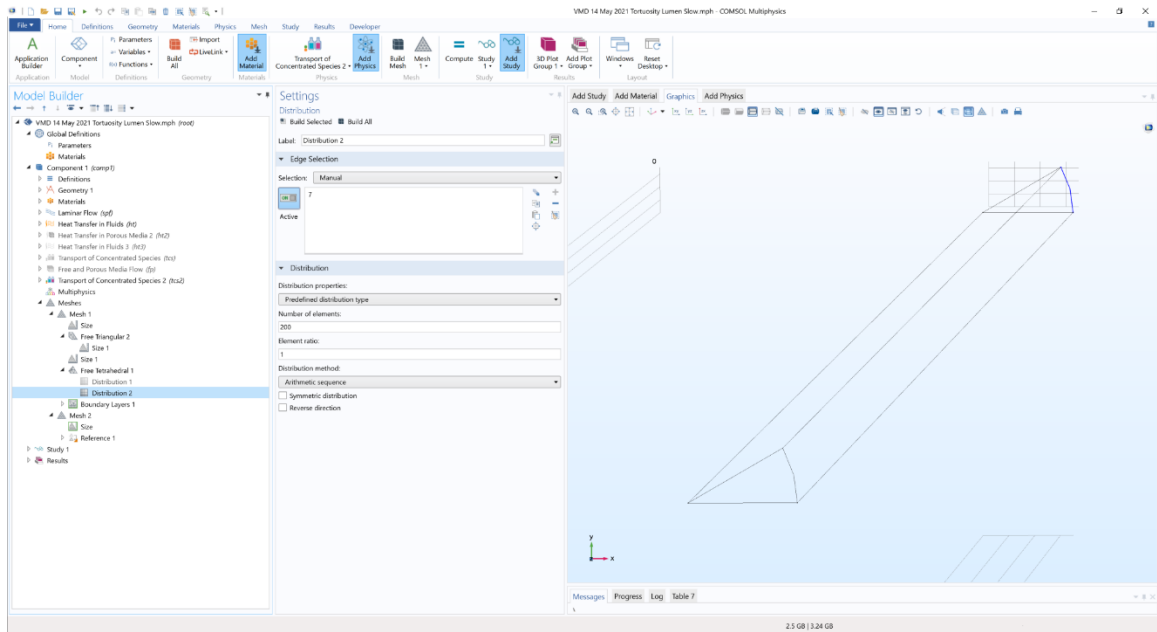 VMD 14 May 2021 Tortuosity Lumen Slow.mph - COMSOL Multiphysics
File Home Definitions Geometry Materials Physics Mesh Study Results Developer
Application Builder
Component
Parameters
Variables
Functions
Build All
Import
LiveLink
Add Material
Transport of Concentrated Species 2
Add Physics
Build Mesh
Mesh 1
Compute
Study 1
Add Study
3D Plot Group 1
Add Plot Group
Windows
Reset Desktop
Application Model Definitions Geometry Materials Physics Mesh Study Results Layout
Model Builder
VMD 14 May 2021 Tortuosity Lumen Slow.mph (root)
Global Definitions
Parameters
Materials
Component 1 (comp1)
Definitions
Geometry 1
Materials
Laminar Flow (spf)
Heat Transfer in Fluids (ht)
Heat Transfer in Porous Media 2 (ht2)
Heat Transfer in Fluids 3 (ht3)
Transport of Concentrated Species (tcs)
Free and Porous Media Flow (fp)
Transport of Concentrated Species 2 (tcs2)
Multiphysics
Meshes
Mesh 1
Size
Free Triangular 2
Size 1
Size 1
Free Tetrahedral 1
Distribution 1
Distribution 2
Boundary Layers 1
Mesh 2
Size
Reference 1
Study 1
Results
Settings
Distribution
Build Selected Build All
Label: Distribution 2
Edge Selection
Selection: Manual
7
Active
Distribution
Distribution properties:
Predefined distribution type
Number of elements:
200
Element ratio:
1
Distribution method:
Arithmetic sequence
Symmetric distribution
Reverse direction
Add Study Add Material Graphics Add Physics
0
y
x
Messages Progress Log Table 7
2.5 GB | 3.24 GB